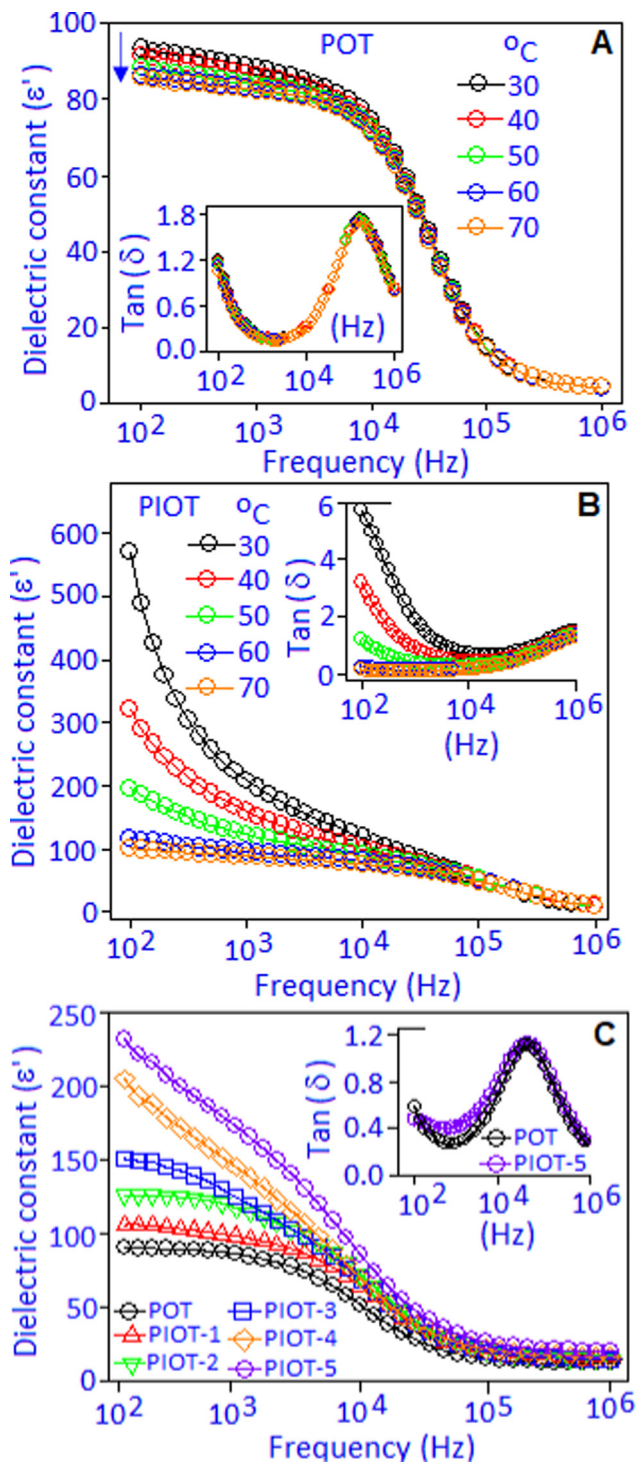 POT
A
°C
30
40
50
60
70
Dielectric constant (ε')
100
80
60
40
20
0
Tan (δ)
1.8
1.2
0.6
0.0
(Hz)
10² 10⁴ 10⁶
10² 10³ 10⁴ 10⁵ 10⁶
Frequency (Hz)
PIOT °C
B
30
40
50
60
70
Dielectric constant (ε')
600
500
400
300
200
100
0
Tan (δ)
6
4
2
0
10² 10⁴ 10⁶
(Hz)
10² 10³ 10⁴ 10⁵ 10⁶
Frequency (Hz)
C
Dielectric constant (ε')
250
200
150
100
50
0
Tan (δ)
1.2
0.8
0.4
0.0
POT
PIOT-5
10² 10⁴ 10⁶
(Hz)
POT
PIOT-1
PIOT-2
PIOT-3
PIOT-4
PIOT-5
10² 10³ 10⁴ 10⁵ 10⁶
Frequency (Hz)